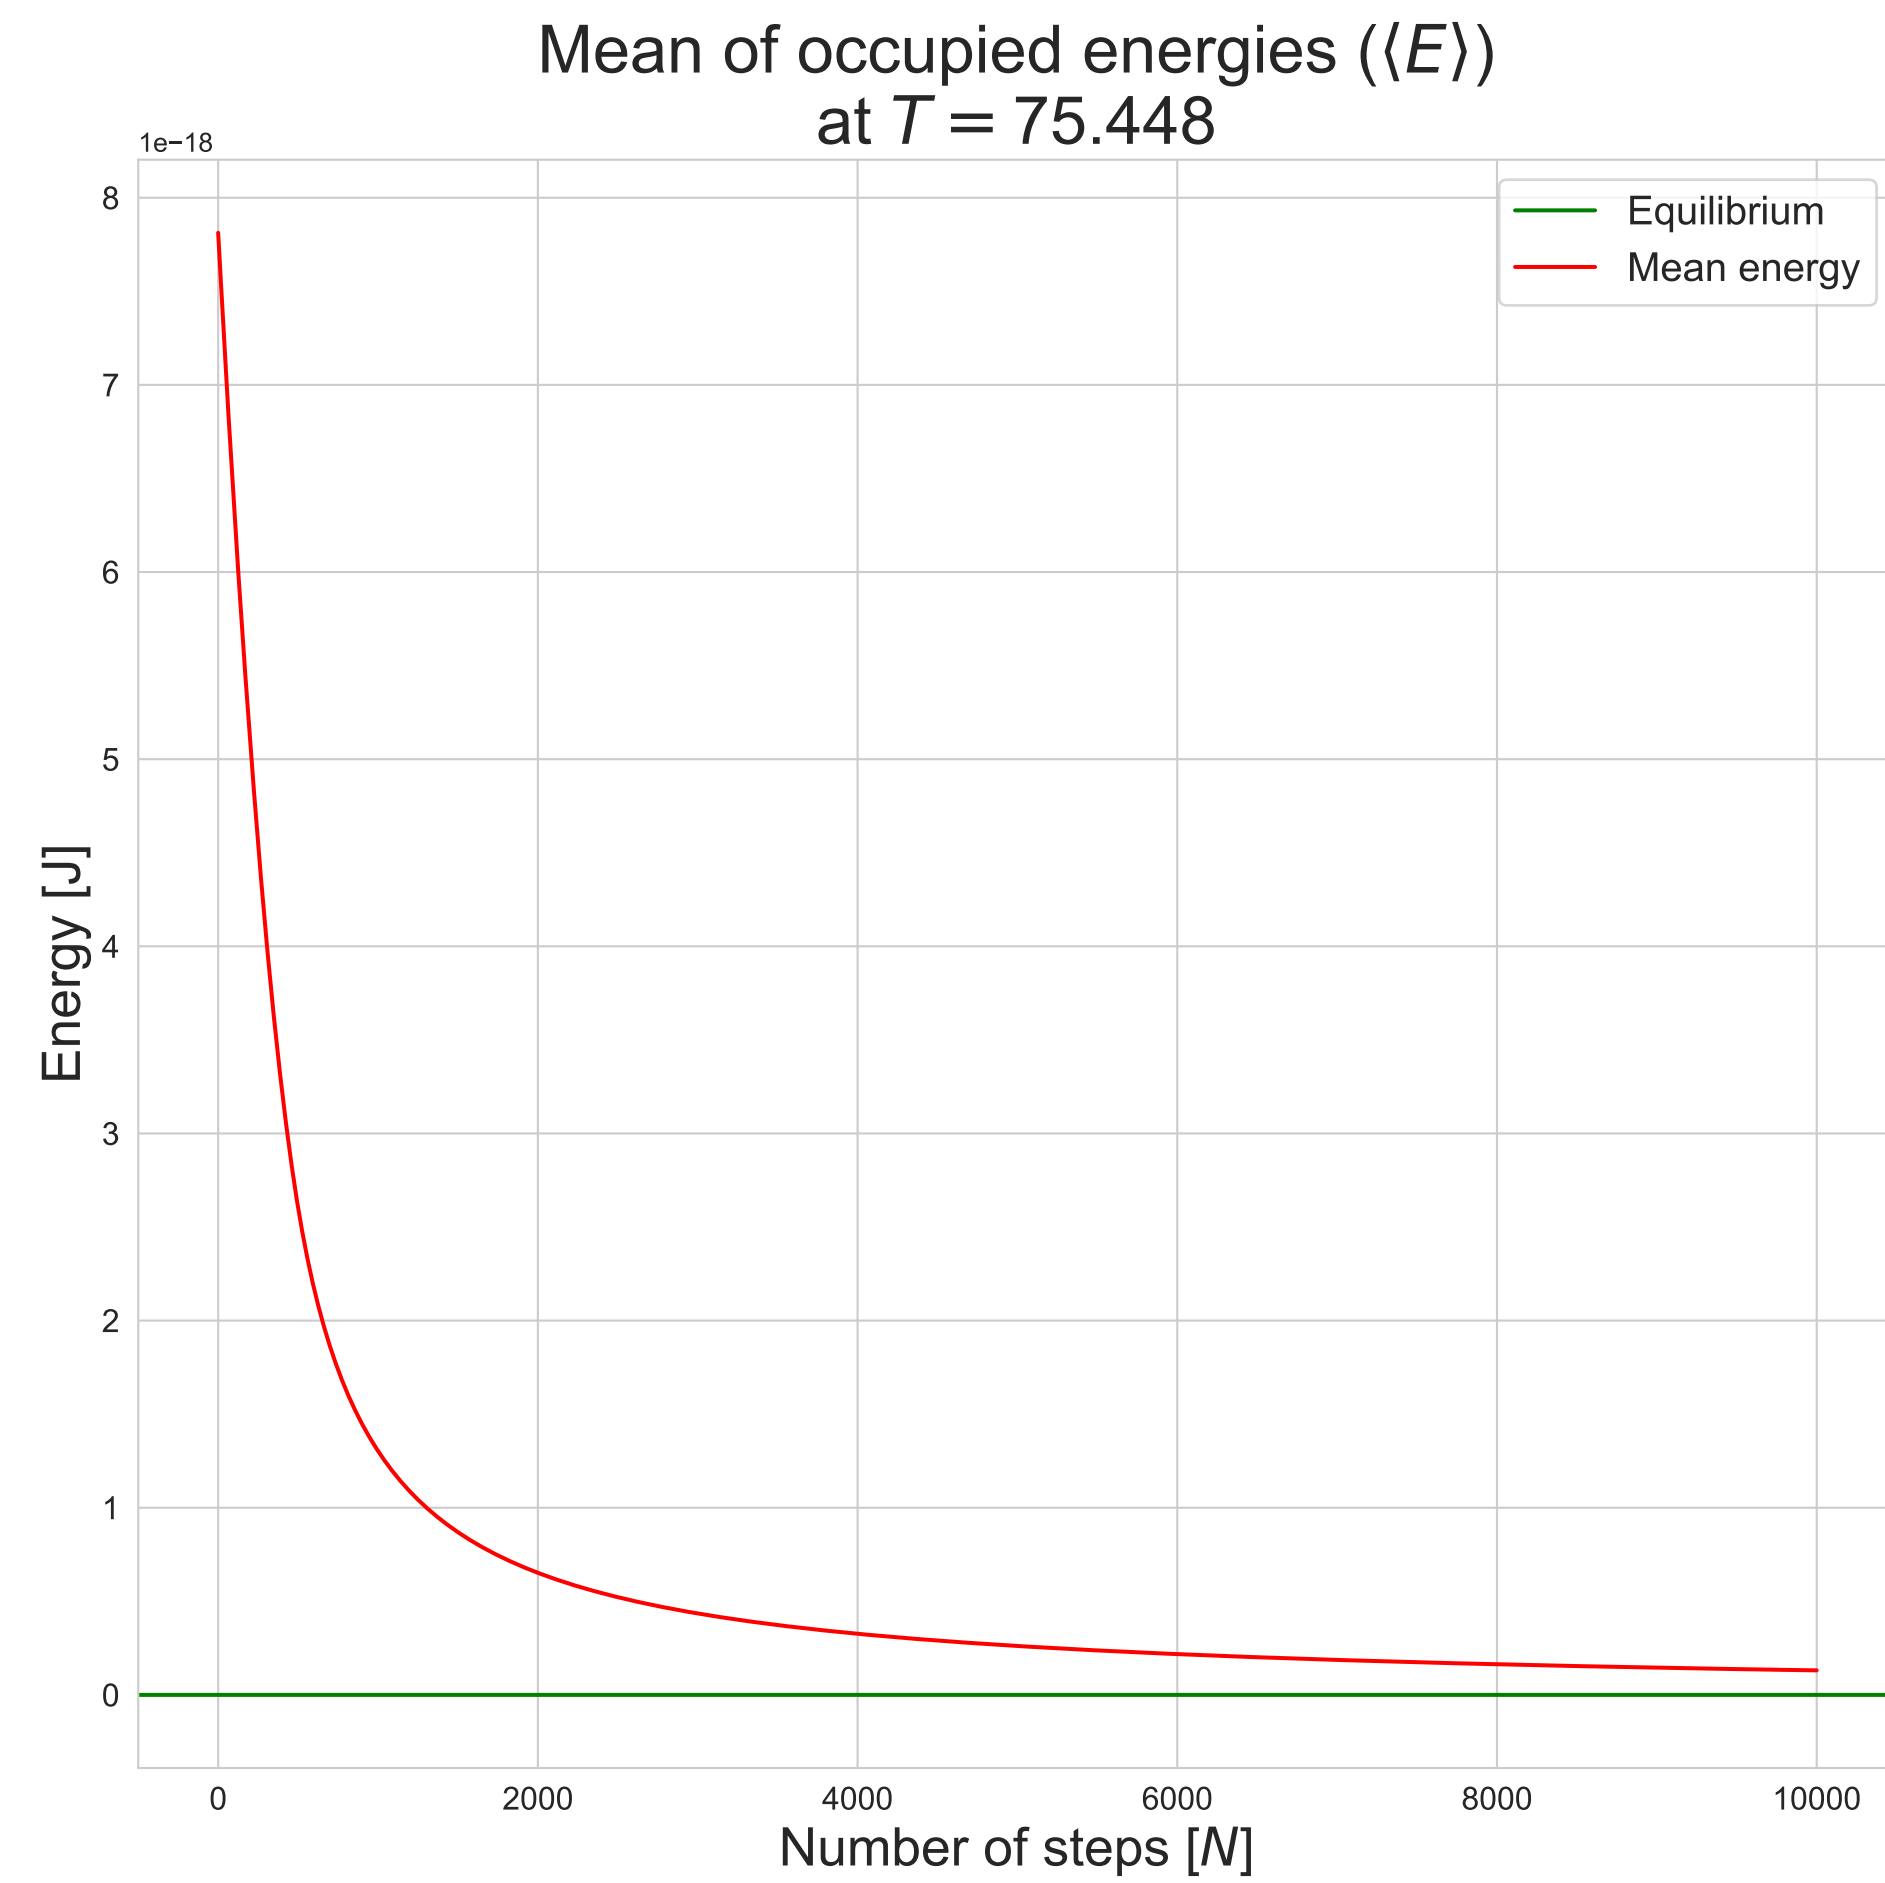 Mean of occupied energies (⟨E⟩)
at T = 75.448
1e−18
Equilibrium
Mean energy
8
7
6
5
4
3
2
1
0
Energy [J]
0 2000 4000 6000 8000 10000
Number of steps [N]